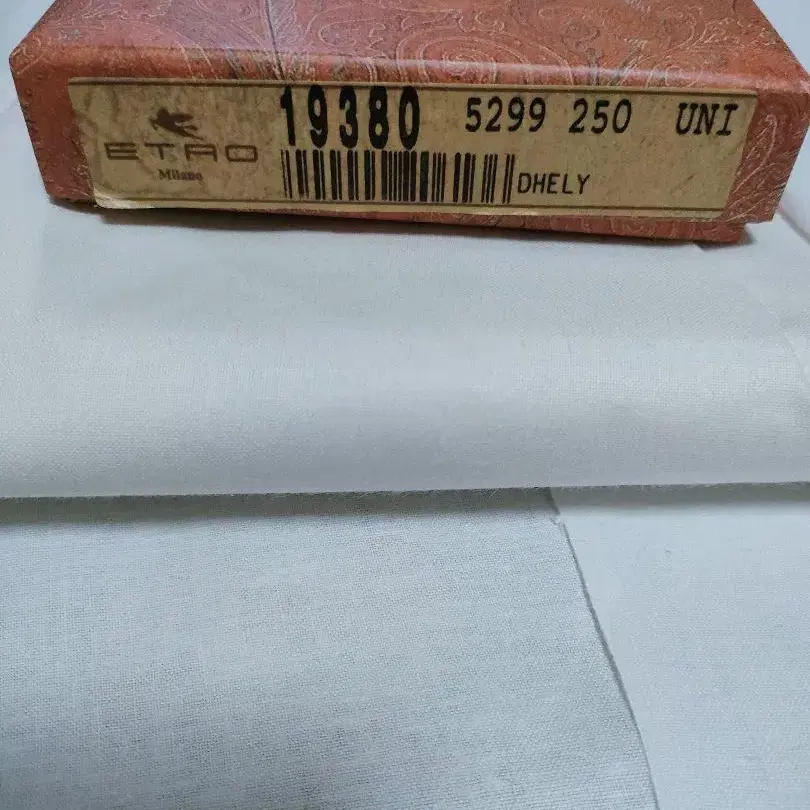 ETRO
Milano
19380 5299 250 UNI
DHELY